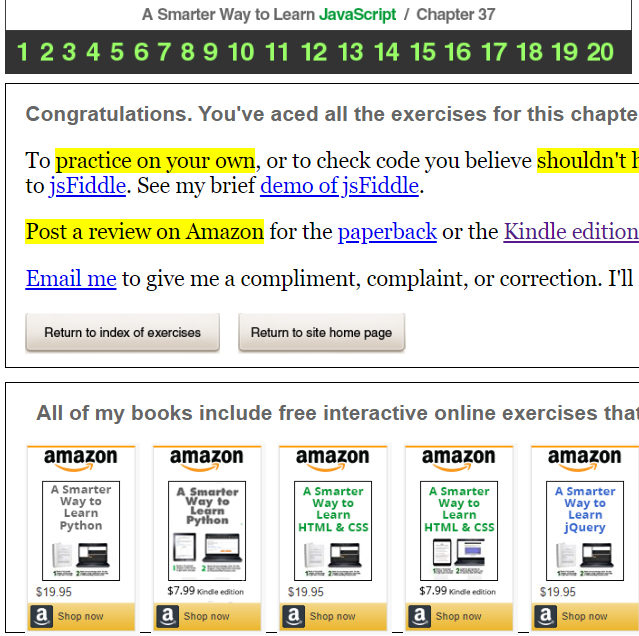 A Smarter Way to Learn JavaScript / Chapter 37
1 2 3 4 5 6 7 8 9 10 11 12 13 14 15 16 17 18 19 20
Congratulations. You've aced all the exercises for this chapte
To practice on your own, or to check code you believe shouldn't h
to jsFiddle. See my brief demo of jsFiddle.
Post a review on Amazon for the paperback or the Kindle edition
Email me to give me a compliment, complaint, or correction. I'll
Return to index of exercises Return to site home page
All of my books include free interactive online exercises that
amazon amazon amazon amazon amazon
A Smarter
Way to
Learn
Python
A Smarter
Way to
Learn
Python
A Smarter
Way to
Learn
HTML & CSS
A Smarter
Way to
Learn
HTML & CSS
A Smarter
Way to
Learn
jQuery
$19.95 $7.99 Kindle edition $19.95 $7.99 Kindle edition $19.95
a Shop now a Shop now a Shop now a Shop now a Shop now